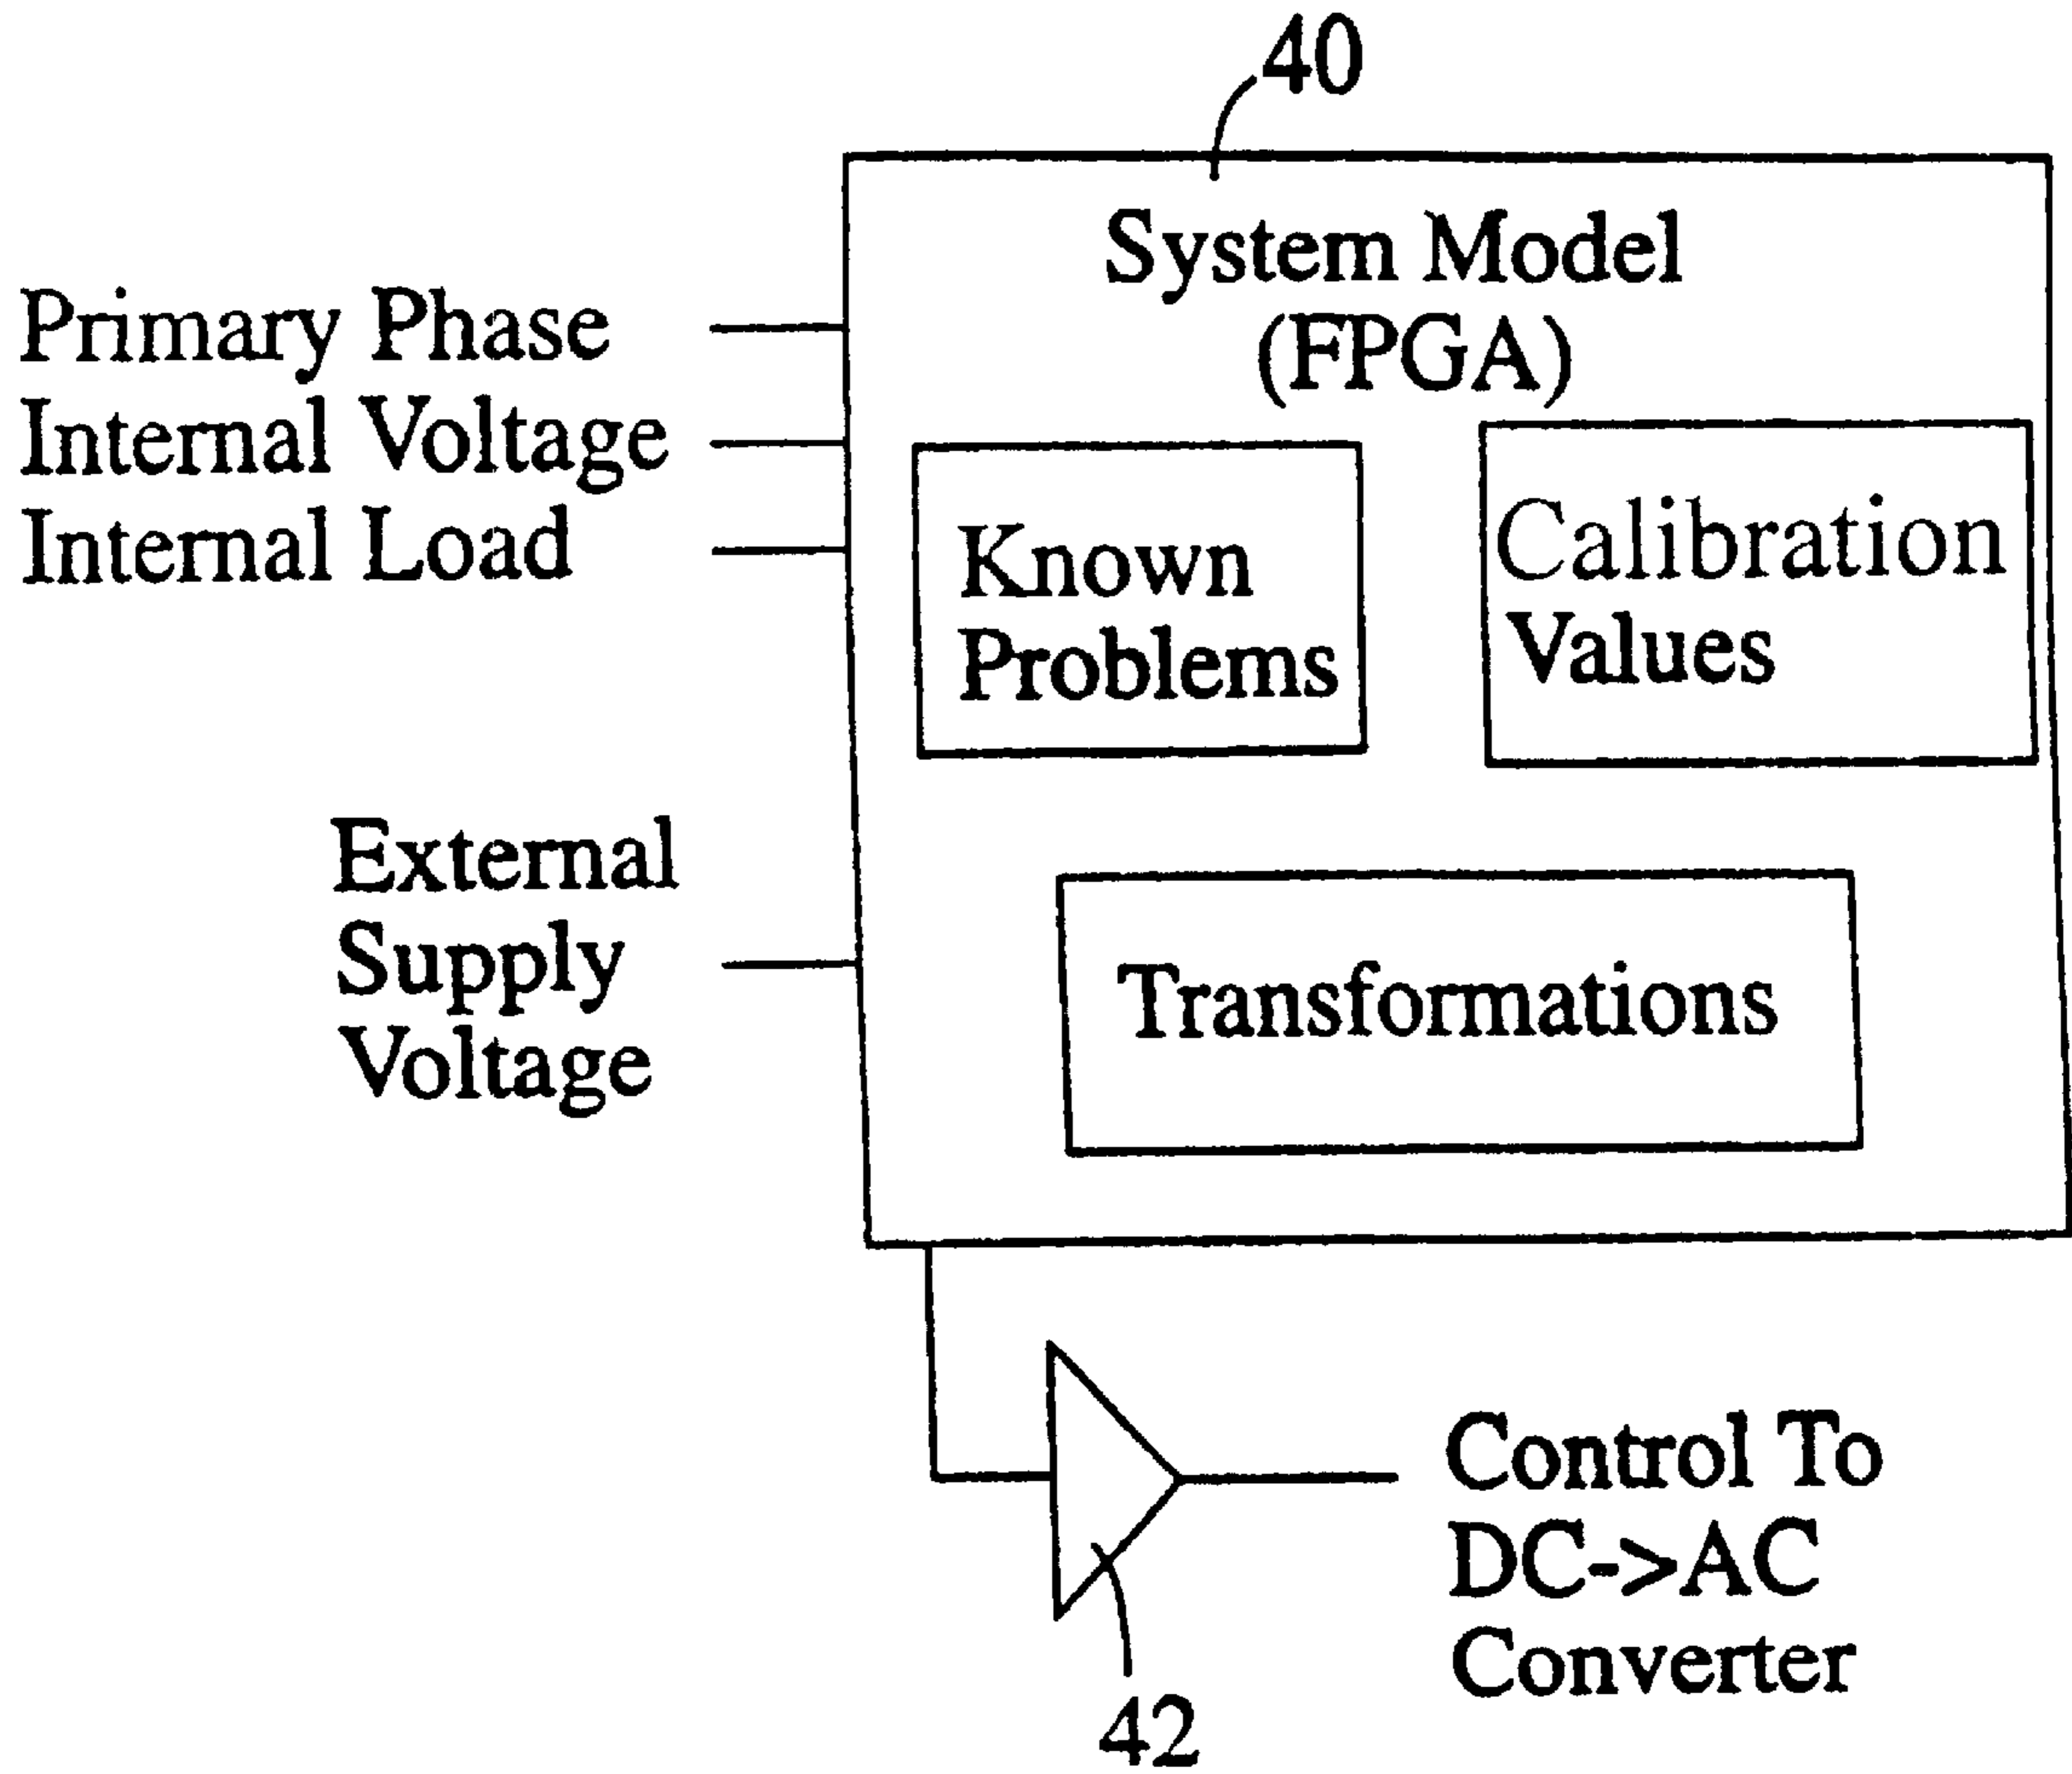 40
System Model
(FPGA)
Primary Phase
Internal Voltage
Internal Load
Known
Problems
Calibration
Values
External
Supply
Voltage
Transformations
Control To
DC->AC
Converter
42